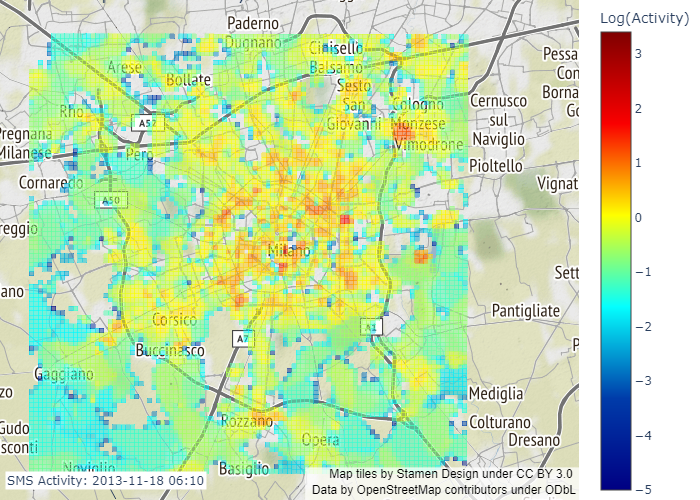 Log(Activity)
3
2
1
0
−1
−2
−3
−4
−5
Paderno
Dugnano
Cinisello
Balsamo
Arese
Bollate
Sesto
San
Giovanni
Cologno
Monzese
Vimodrone
Cernusco
sul
Naviglio
Pioltello
Pessa
Con
Borna
Go
Rho
A52
Pregnana
Milanese
Pero
Cornaredo
A50
Vignat
reggio
Milano
Sett
ano
Pantigliate
Corsico
A7
A1
Buccinasco
P
Gaggiano
Mediglia
zo
Rozzano
Colturano
Dresano
Gudo
sconti
Opera
Noviglio
Basiglio
SMS Activity: 2013-11-18 06:10
Map tiles by Stamen Design under CC BY 3.0
Data by OpenStreetMap contributors under ODbL